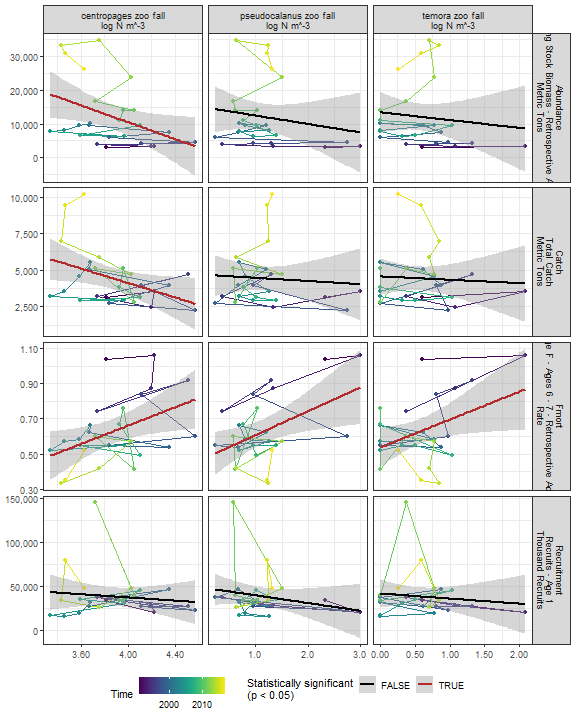 centropages zoo fall
log N m^-3
pseudocalanus zoo fall
log N m^-3
temora zoo fall
log N m^-3
30,000
20,000
10,000
0
Abundance
Stock Biomass - Retrospective
Metric Tons
10,000
7,500
5,000
2,500
Catch
Total Catch
Metric Tons
1.10
0.90
0.70
0.50
0.30
Fmort
F - Ages 6 - 7 - Retrospective
Rate
150,000
100,000
50,000
0
Recruitment
Recruits - Age 1
Thousand Recruits
3.60 4.00 4.40
1.0 2.0 3.0
0.00 0.50 1.00 1.50 2.00
Time
2000 2010
Statistically significant
(p < 0.05)
FALSE TRUE